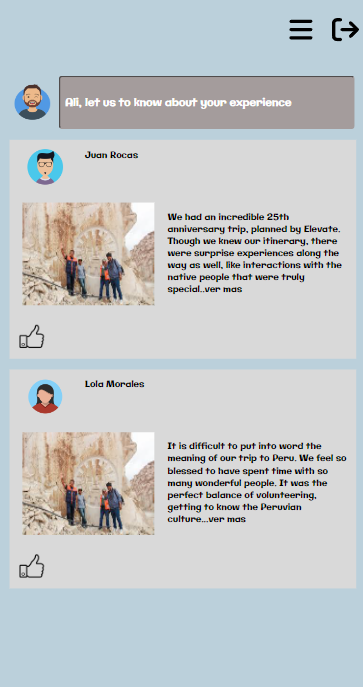 Ali, let us to know about your experience
Juan Rocas
We had an incredible 25th
anniversary trip, planned by Elevate.
Though we knew our itinerary, there
were surprise experiences along the
way as well, like interactions with the
native people that were truly
special..ver mas
Lola Morales
It is difficult to put into word the
meaning of our trip to Peru. We feel so
blessed to have spent time with so
many wonderful people. It was the
perfect balance of volunteering,
getting to know the Peruvian
culture...ver mas